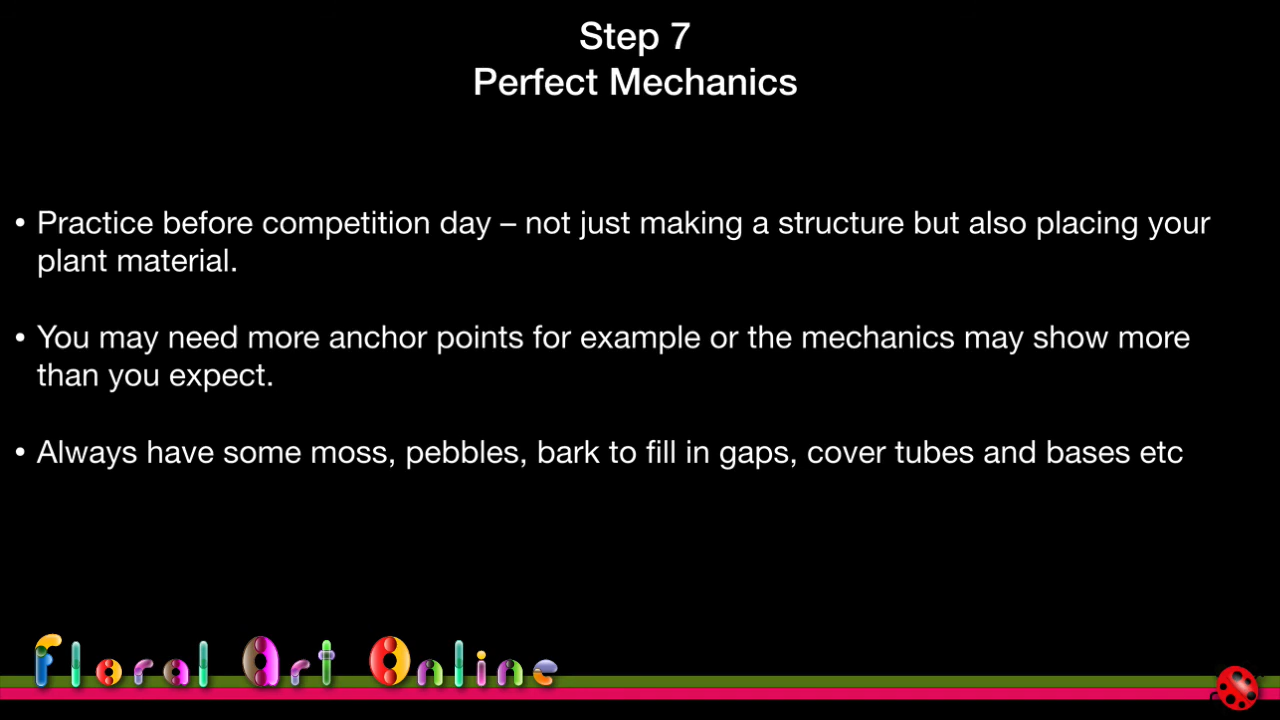 Step 7
Perfect Mechanics
• Practice before competition day – not just making a structure but also placing your
plant material.
• You may need more anchor points for example or the mechanics may show more
than you expect.
• Always have some moss, pebbles, bark to fill in gaps, cover tubes and bases etc
Floral Art Online